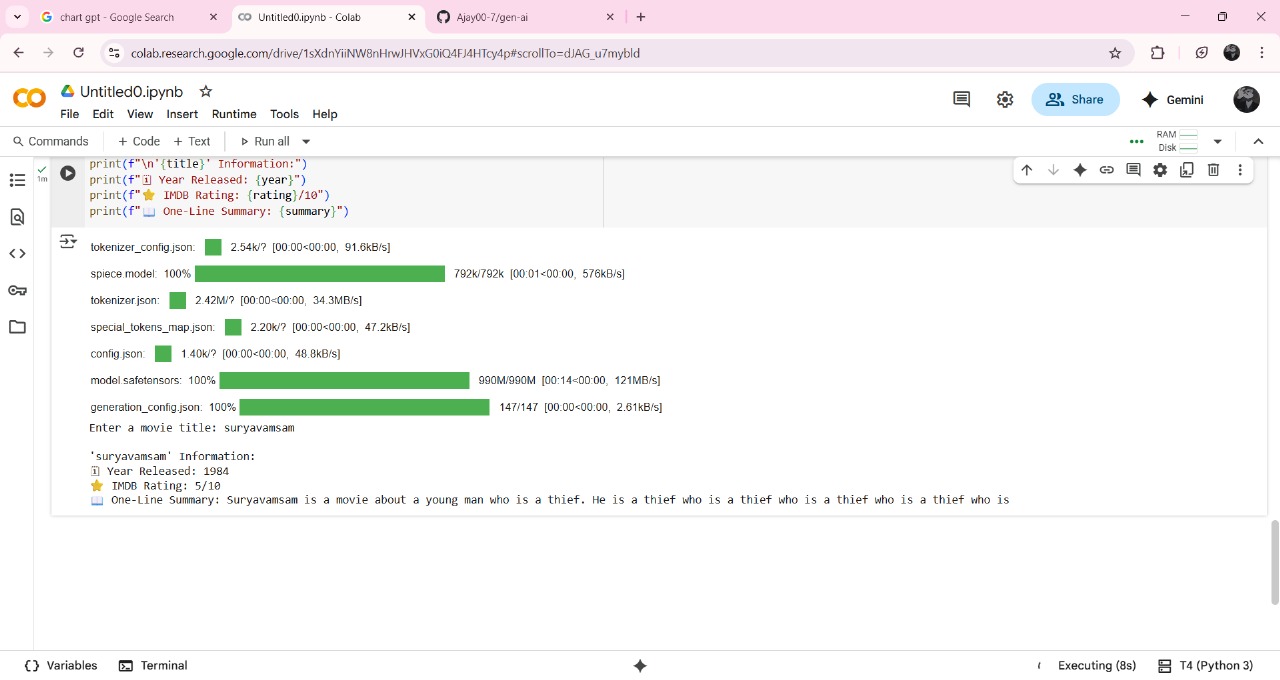 chart gpt - Google Search
Untitled0.ipynb - Colab
Ajay00-7/gen-ai
colab.research.google.com/drive/1sXdnYiiNW8nHrwJHVxG0iQ4FJ4HTcy4p#scrollTo=dJAG_u7mybld
Untitled0.ipynb
File Edit View Insert Runtime Tools Help
Share
Gemini
Commands + Code + Text Run all
RAM
Disk
1m
print(f"\n'{title}' Information:")
print(f"🗓 Year Released: {year}")
print(f"⭐ IMDB Rating: {rating}/10")
print(f"📖 One-Line Summary: {summary}")
tokenizer_config.json: 2.54k/? [00:00<00:00, 91.6kB/s]
spiece.model: 100% 792k/792k [00:01<00:00, 576kB/s]
tokenizer.json: 2.42M/? [00:00<00:00, 34.3MB/s]
special_tokens_map.json: 2.20k/? [00:00<00:00, 47.2kB/s]
config.json: 1.40k/? [00:00<00:00, 48.8kB/s]
model.safetensors: 100% 990M/990M [00:14<00:00, 121MB/s]
generation_config.json: 100% 147/147 [00:00<00:00, 2.61kB/s]
Enter a movie title: suryavamsam
'suryavamsam' Information:
🗓 Year Released: 1984
⭐ IMDB Rating: 5/10
📖 One-Line Summary: Suryavamsam is a movie about a young man who is a thief. He is a thief who is a thief who is a thief who is a thief who is
Variables
Terminal
Executing (8s)
T4 (Python 3)